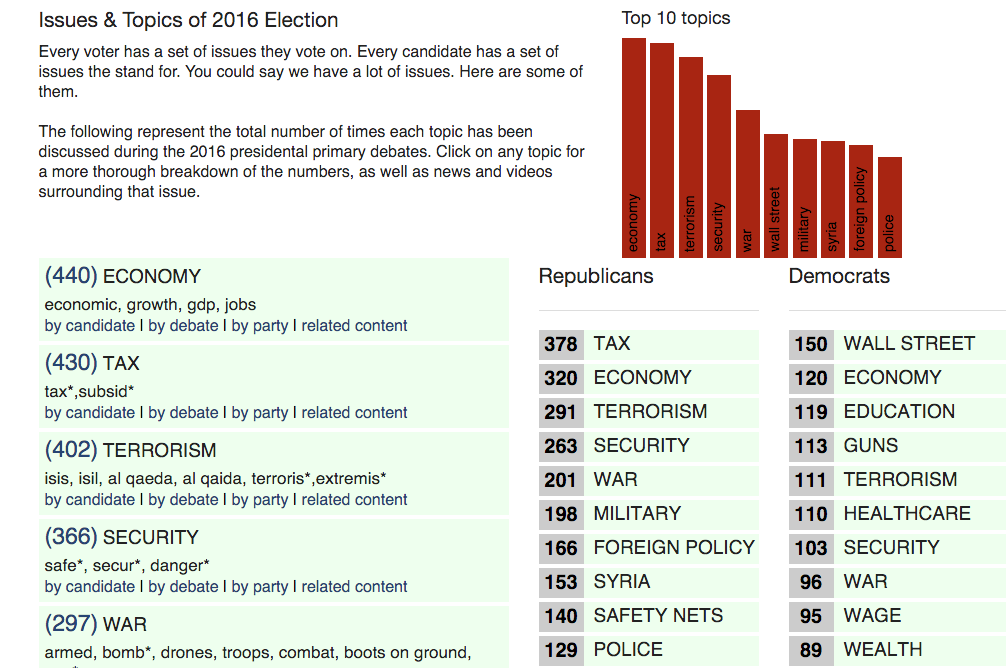 Issues & Topics of 2016 Election
Every voter has a set of issues they vote on. Every candidate has a set of
issues the stand for. You could say we have a lot of issues. Here are some of
them.
The following represent the total number of times each topic has been
discussed during the 2016 presidental primary debates. Click on any topic for
a more thorough breakdown of the numbers, as well as news and videos
surrounding that issue.
Top 10 topics
economy
tax
terrorism
security
war
wall street
military
syria
foreign policy
police
(440) ECONOMY
economic, growth, gdp, jobs
by candidate | by debate | by party | related content
(430) TAX
tax*,subsid*
by candidate | by debate | by party | related content
(402) TERRORISM
isis, isil, al qaeda, al qaida, terroris*,extremis*
by candidate | by debate | by party | related content
(366) SECURITY
safe*, secur*, danger*
by candidate | by debate | by party | related content
(297) WAR
armed, bomb*, drones, troops, combat, boots on ground,
Republicans
378 TAX
320 ECONOMY
291 TERRORISM
263 SECURITY
201 WAR
198 MILITARY
166 FOREIGN POLICY
153 SYRIA
140 SAFETY NETS
129 POLICE
Democrats
150 WALL STREET
120 ECONOMY
119 EDUCATION
113 GUNS
111 TERRORISM
110 HEALTHCARE
103 SECURITY
96 WAR
95 WAGE
89 WEALTH